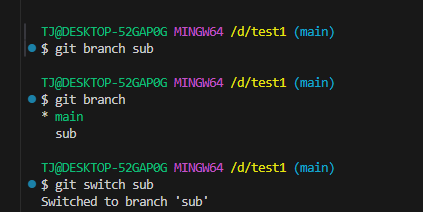 TJ@DESKTOP-52GAP0G MINGW64 /d/test1 (main)
$ git branch sub
TJ@DESKTOP-52GAP0G MINGW64 /d/test1 (main)
$ git branch
* main
  sub
TJ@DESKTOP-52GAP0G MINGW64 /d/test1 (main)
$ git switch sub
Switched to branch 'sub'